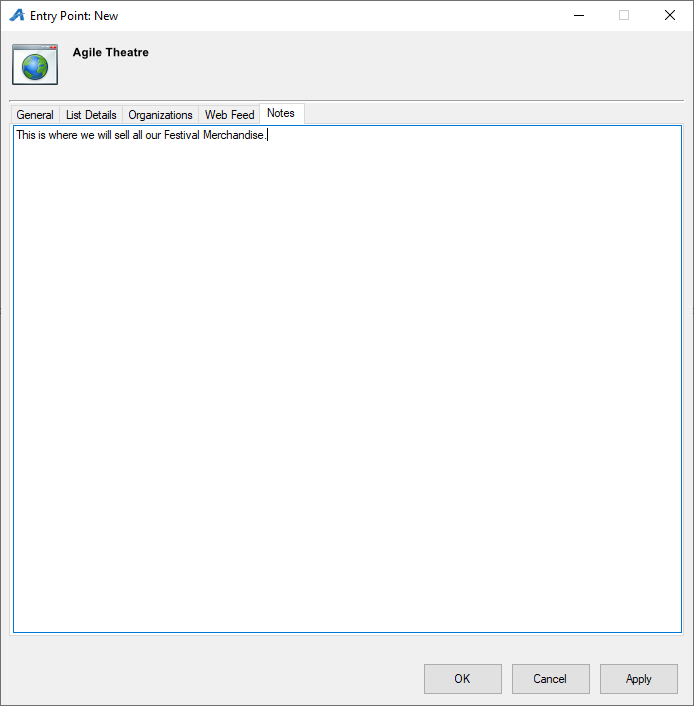 Entry Point: New
Agile Theatre
General List Details Organizations Web Feed Notes
This is where we will sell all our Festival Merchandise.
OK Cancel Apply